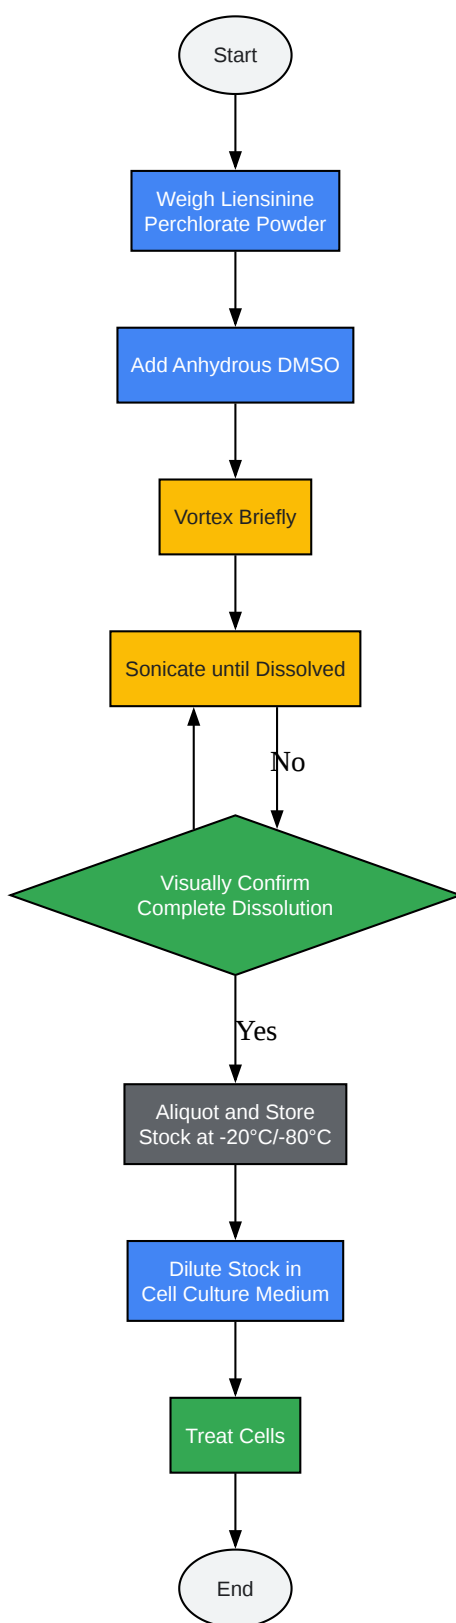 Start
Weigh Liensinine
Perchlorate Powder
Add Anhydrous DMSO
Vortex Briefly
Sonicate until Dissolved
No
Visually Confirm
Complete Dissolution
Yes
Aliquot and Store
Stock at -20°C/-80°C
Dilute Stock in
Cell Culture Medium
Treat Cells
End